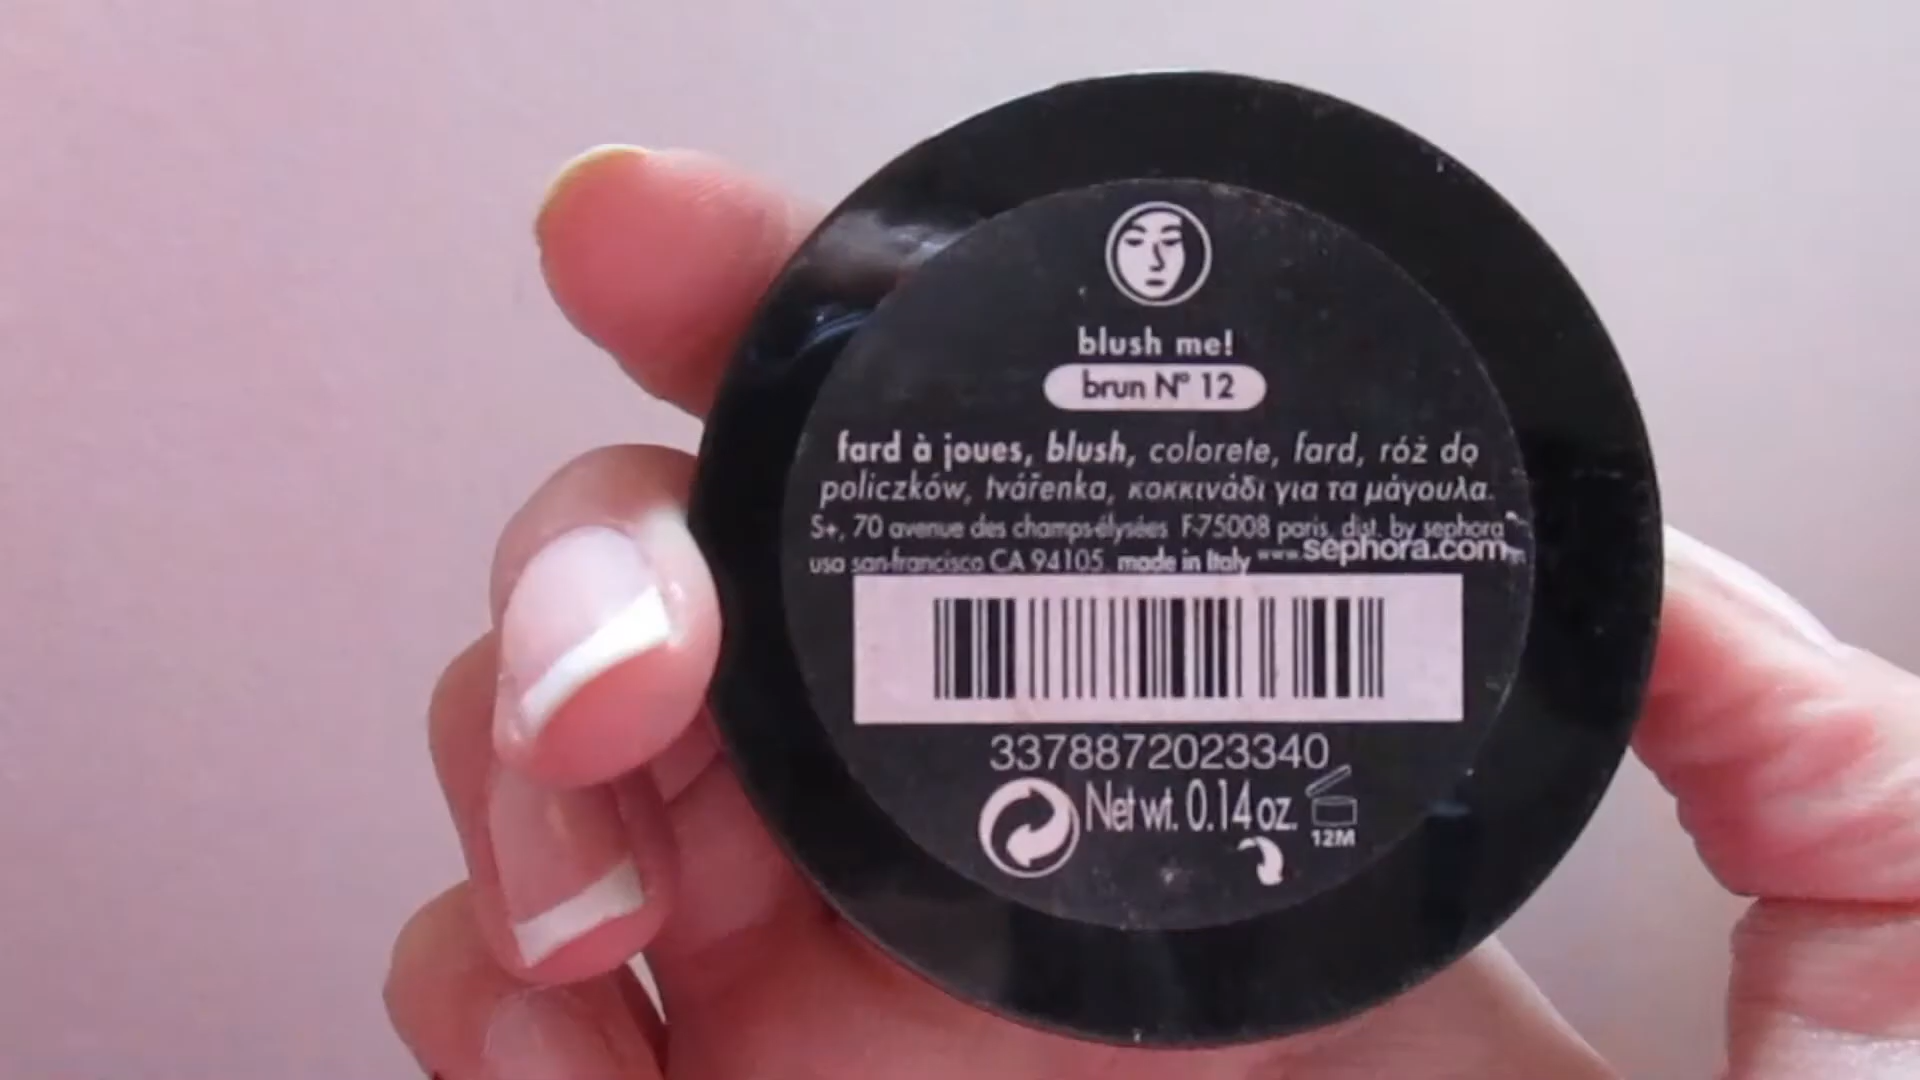 blush me!
brun Nº 12
fard à joues, blush, colorete, fard, róż do
policzków, tvářenka, κοκκινάδι για τα μάγουλα.
S+, 70 avenue des champs-élysées F-75008 paris, dist. by sephora
usa san-francisco CA 94105. made in Italy www.sephora.com
3378872023340
Net wt. 0.14 oz.
12M